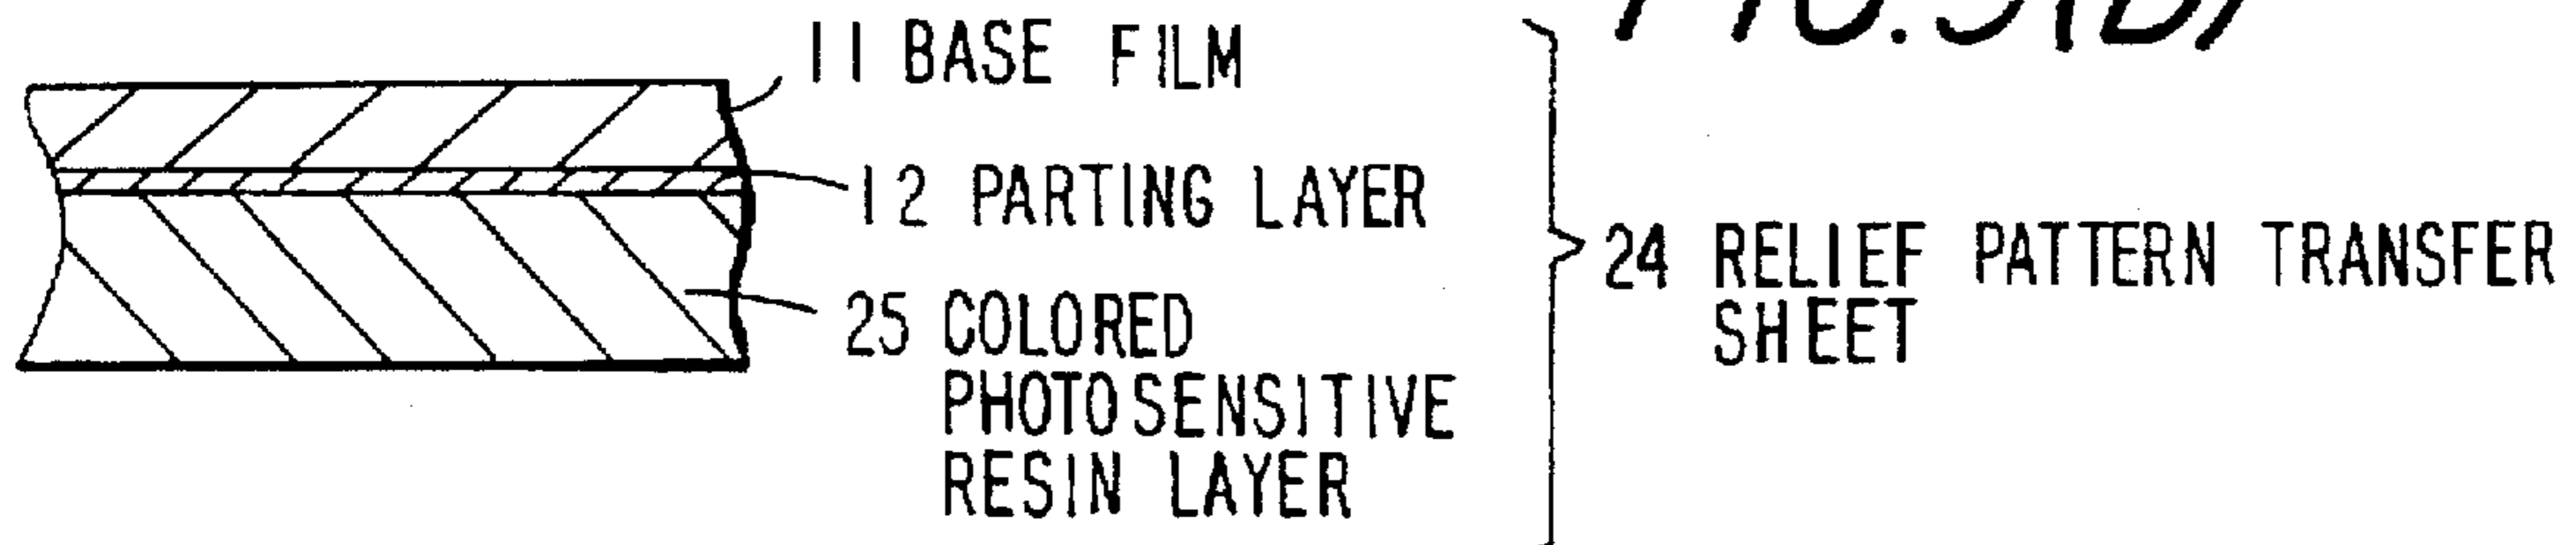 11 BASE FILM
12 PARTING LAYER
25 COLORED
PHOTOSENSITIVE
RESIN LAYER
24 RELIEF PATTERN TRANSFER
SHEET